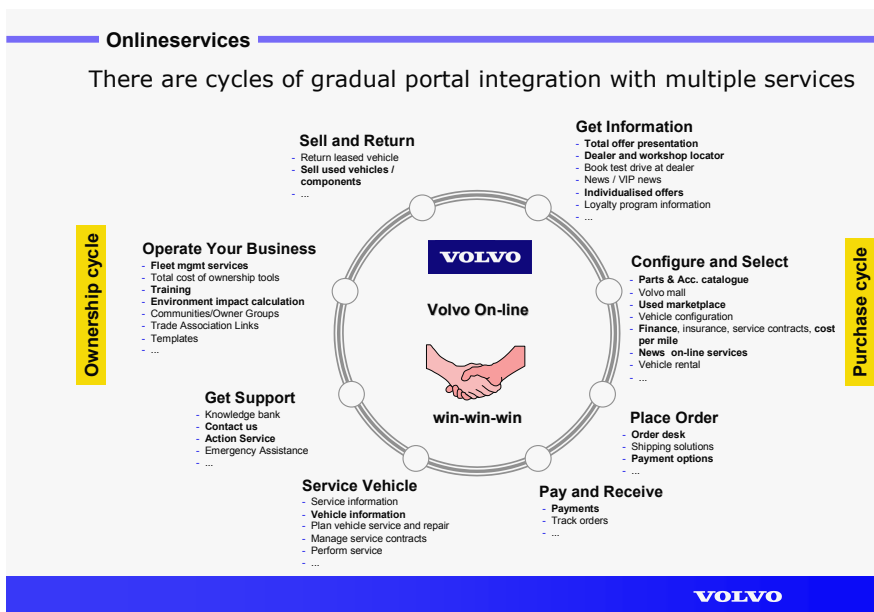 Onlineservices
There are cycles of gradual portal integration with multiple services
Sell and Return
- Return leased vehicle
- Sell used vehicles /
components
- ...
Get Information
- Total offer presentation
- Dealer and workshop locator
- Book test drive at dealer
- News / VIP news
- Individualised offers
- Loyalty program information
- ...
Ownership cycle
Operate Your Business
- Fleet mgmt services
- Total cost of ownership tools
- Training
- Environment impact calculation
- Communities/Owner Groups
- Trade Association Links
- Templates
- ...
VOLVO
Volvo On-line
win-win-win
Configure and Select
- Parts & Acc. catalogue
- Volvo mall
- Used marketplace
- Vehicle configuration
- Finance, insurance, service contracts, cost
per mile
- News on-line services
- Vehicle rental
- ...
Purchase cycle
Get Support
- Knowledge bank
- Contact us
- Action Service
- Emergency Assistance
- ...
Place Order
- Order desk
- Shipping solutions
- Payment options
- ...
Service Vehicle
- Service information
- Vehicle information
- Plan vehicle service and repair
- Manage service contracts
- Perform service
- ...
Pay and Receive
- Payments
- Track orders
- ...
VOLVO